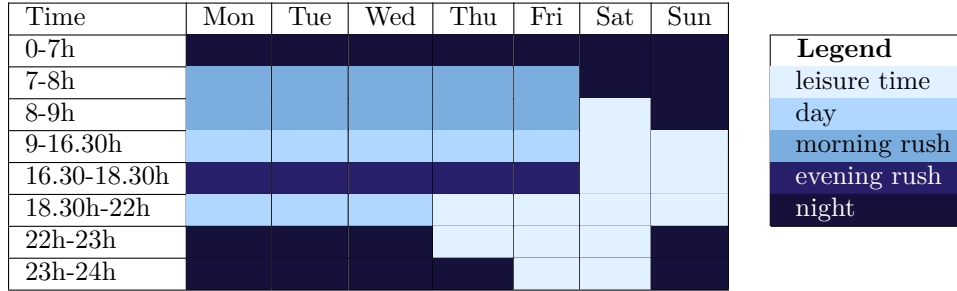 Time Mon Tue Wed Thu Fri Sat Sun
0-7h
7-8h
8-9h
9-16.30h
16.30-18.30h
18.30h-22h
22h-23h
23h-24h
Legend
leisure time
day
morning rush
evening rush
night